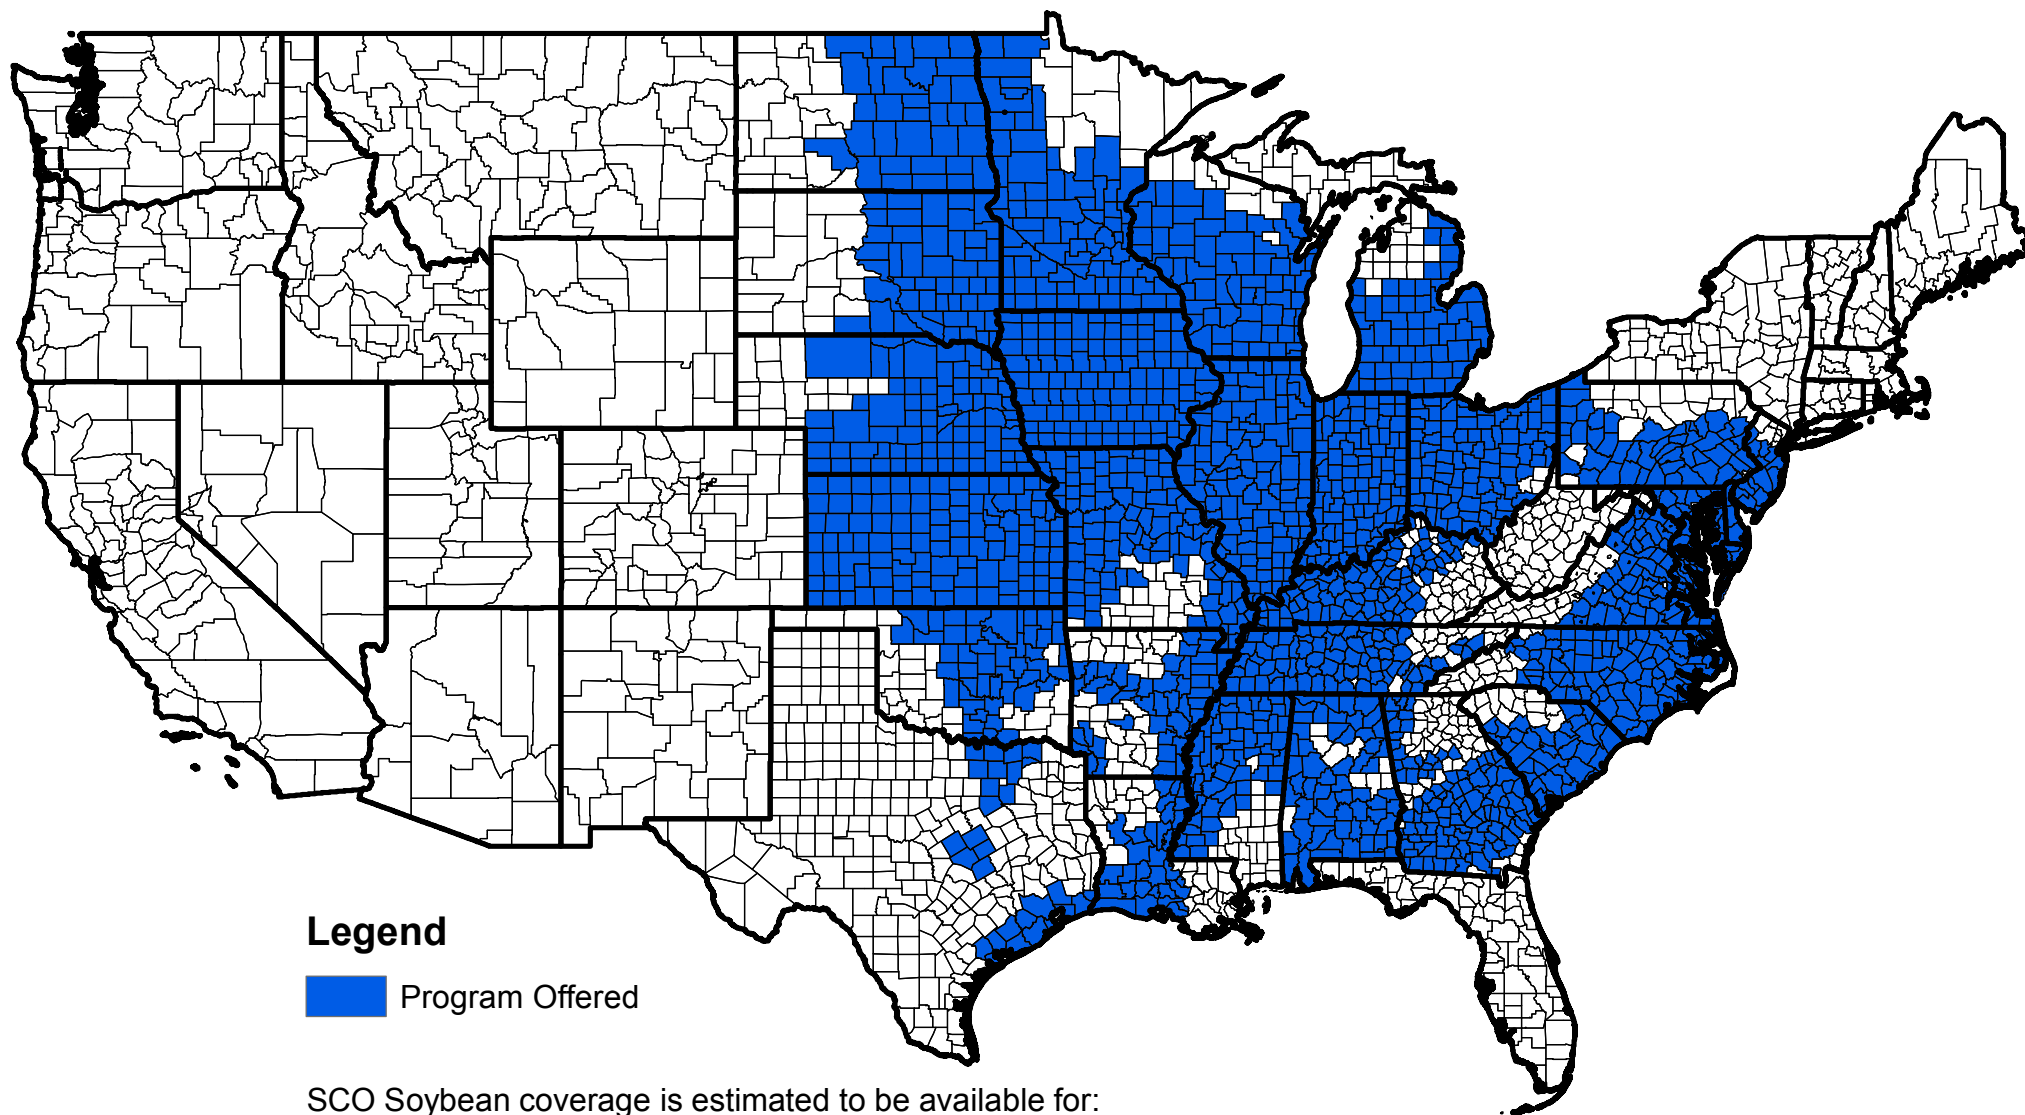 Legend
Program Offered
SCO Soybean coverage is estimated to be available for: